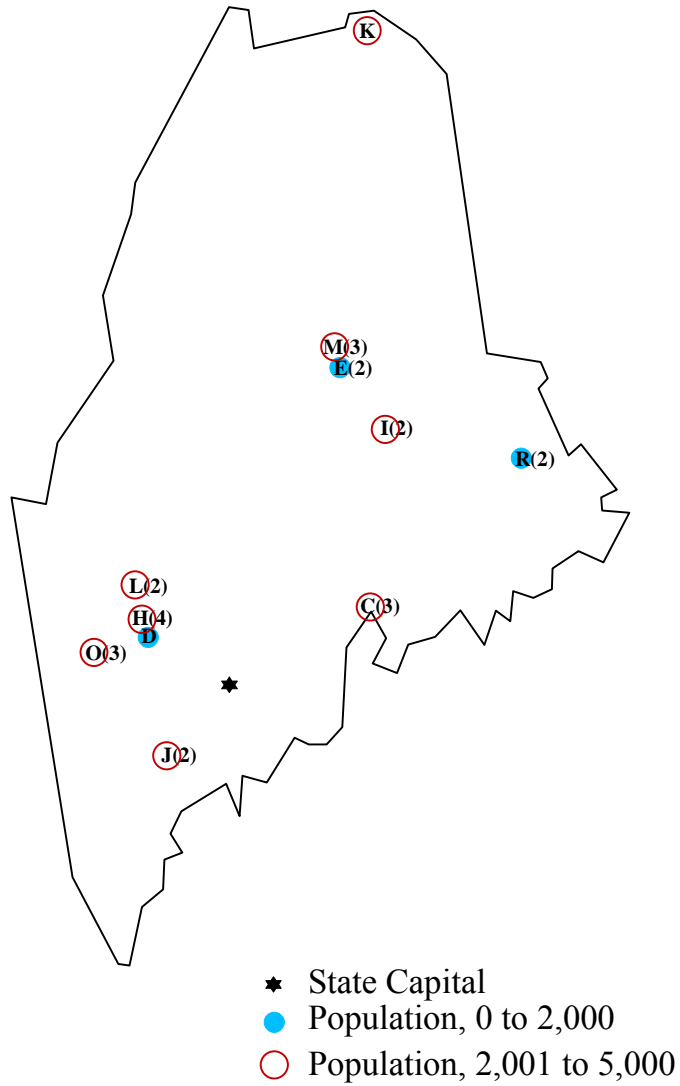 K
M(3)
E(2)
I(2)
R(2)
L(2)
C(3)
H(4)
D
O(3)
J(2)
State Capital
Population, 0 to 2,000
Population, 2,001 to 5,000